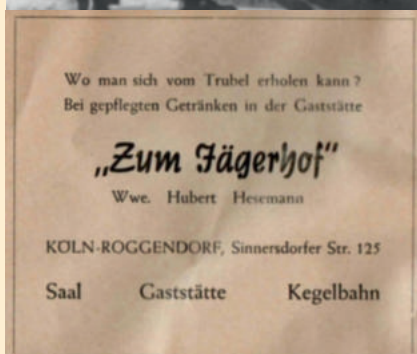 Wo man sich vom Trubel erholen kann?
Bei gepflegten Getränken in der Gaststätte
„Zum Jägerhof"
Wwe. Hubert Hesemann
KÖLN-ROGGENDORF, Sinnersdorfer Str. 125
Saal Gaststätte Kegelbahn